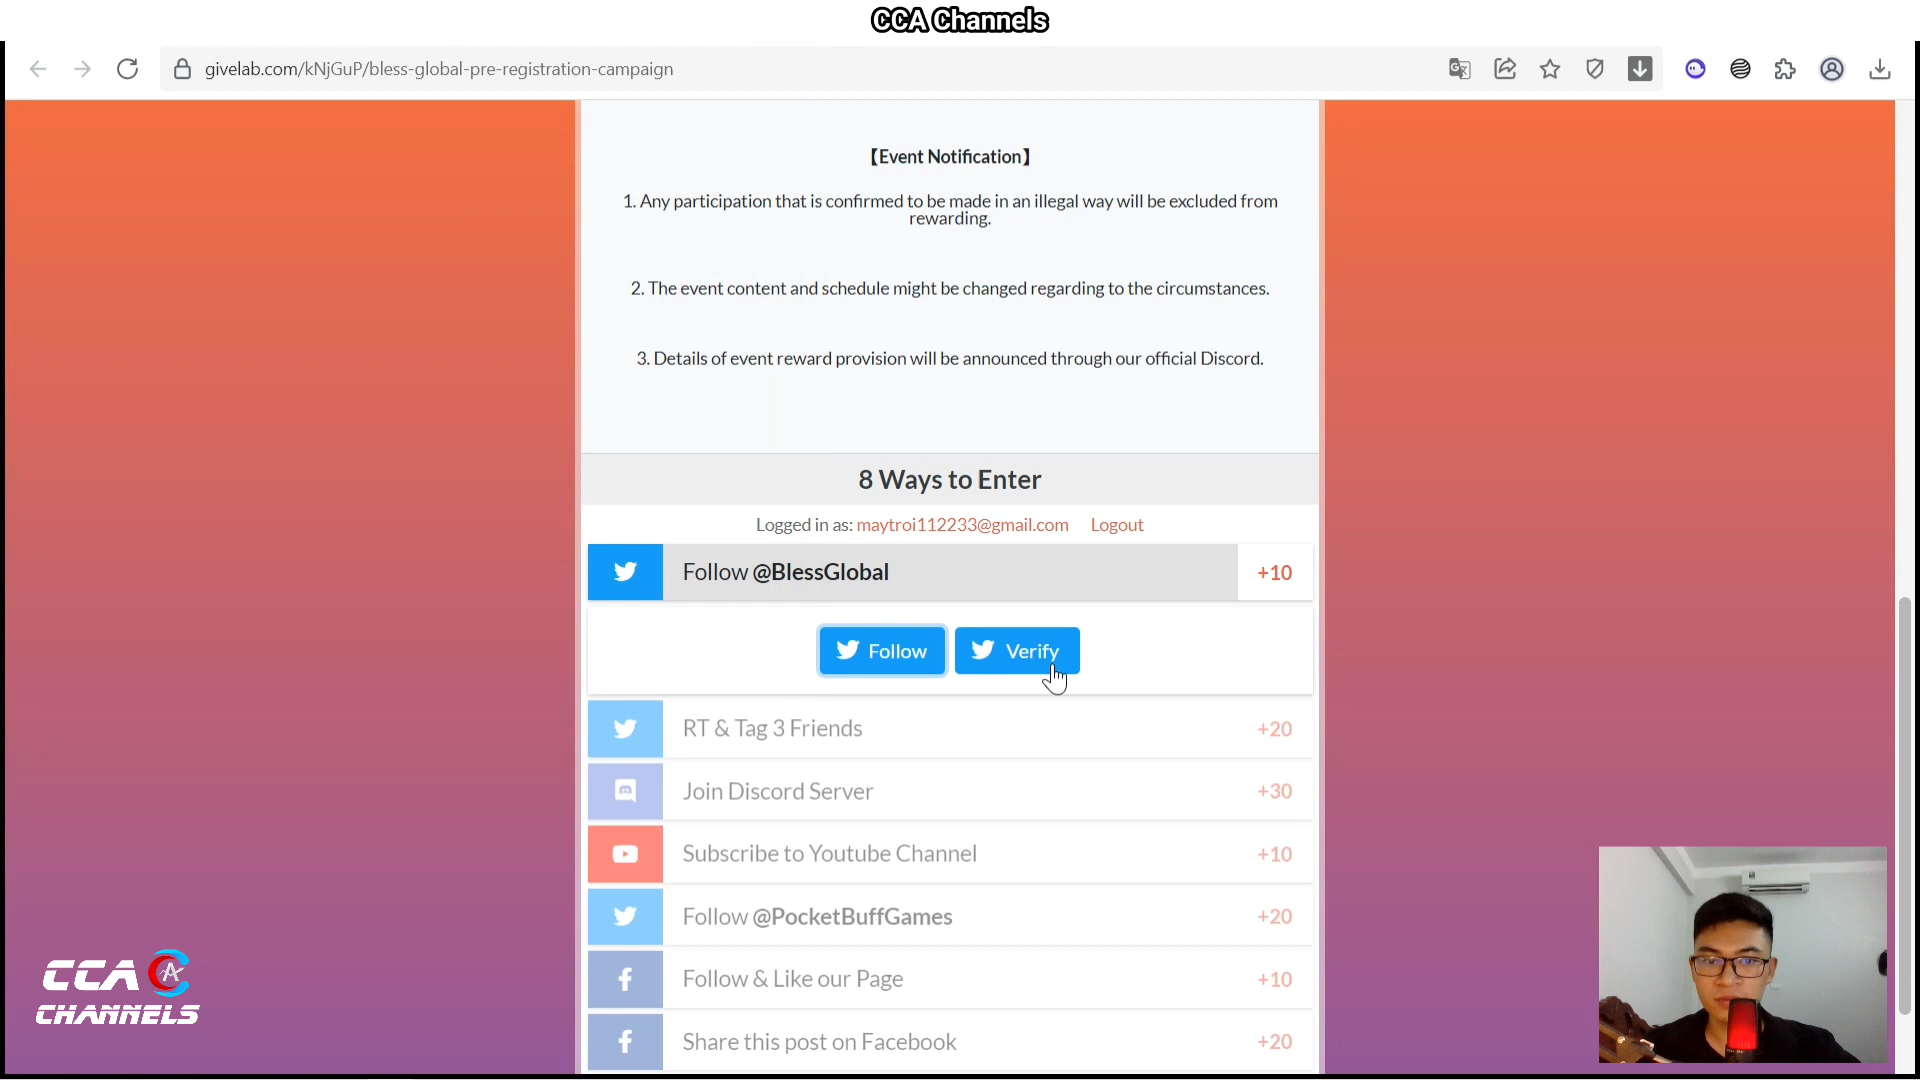 CCA Channels
givelab.com/kNjGuP/bless-global-pre-registration-campaign
【Event Notification】
1. Any participation that is confirmed to be made in an illegal way will be excluded from
rewarding.
2. The event content and schedule might be changed regarding to the circumstances.
3. Details of event reward provision will be announced through our official Discord.
8 Ways to Enter
Logged in as: maytroi112233@gmail.com Logout
Follow @BlessGlobal +10
Follow Verify
RT & Tag 3 Friends +20
Join Discord Server +30
Subscribe to Youtube Channel +10
Follow @PocketBuffGames +20
Follow & Like our Page +10
Share this post on Facebook +20
CCA CA
CHANNELS